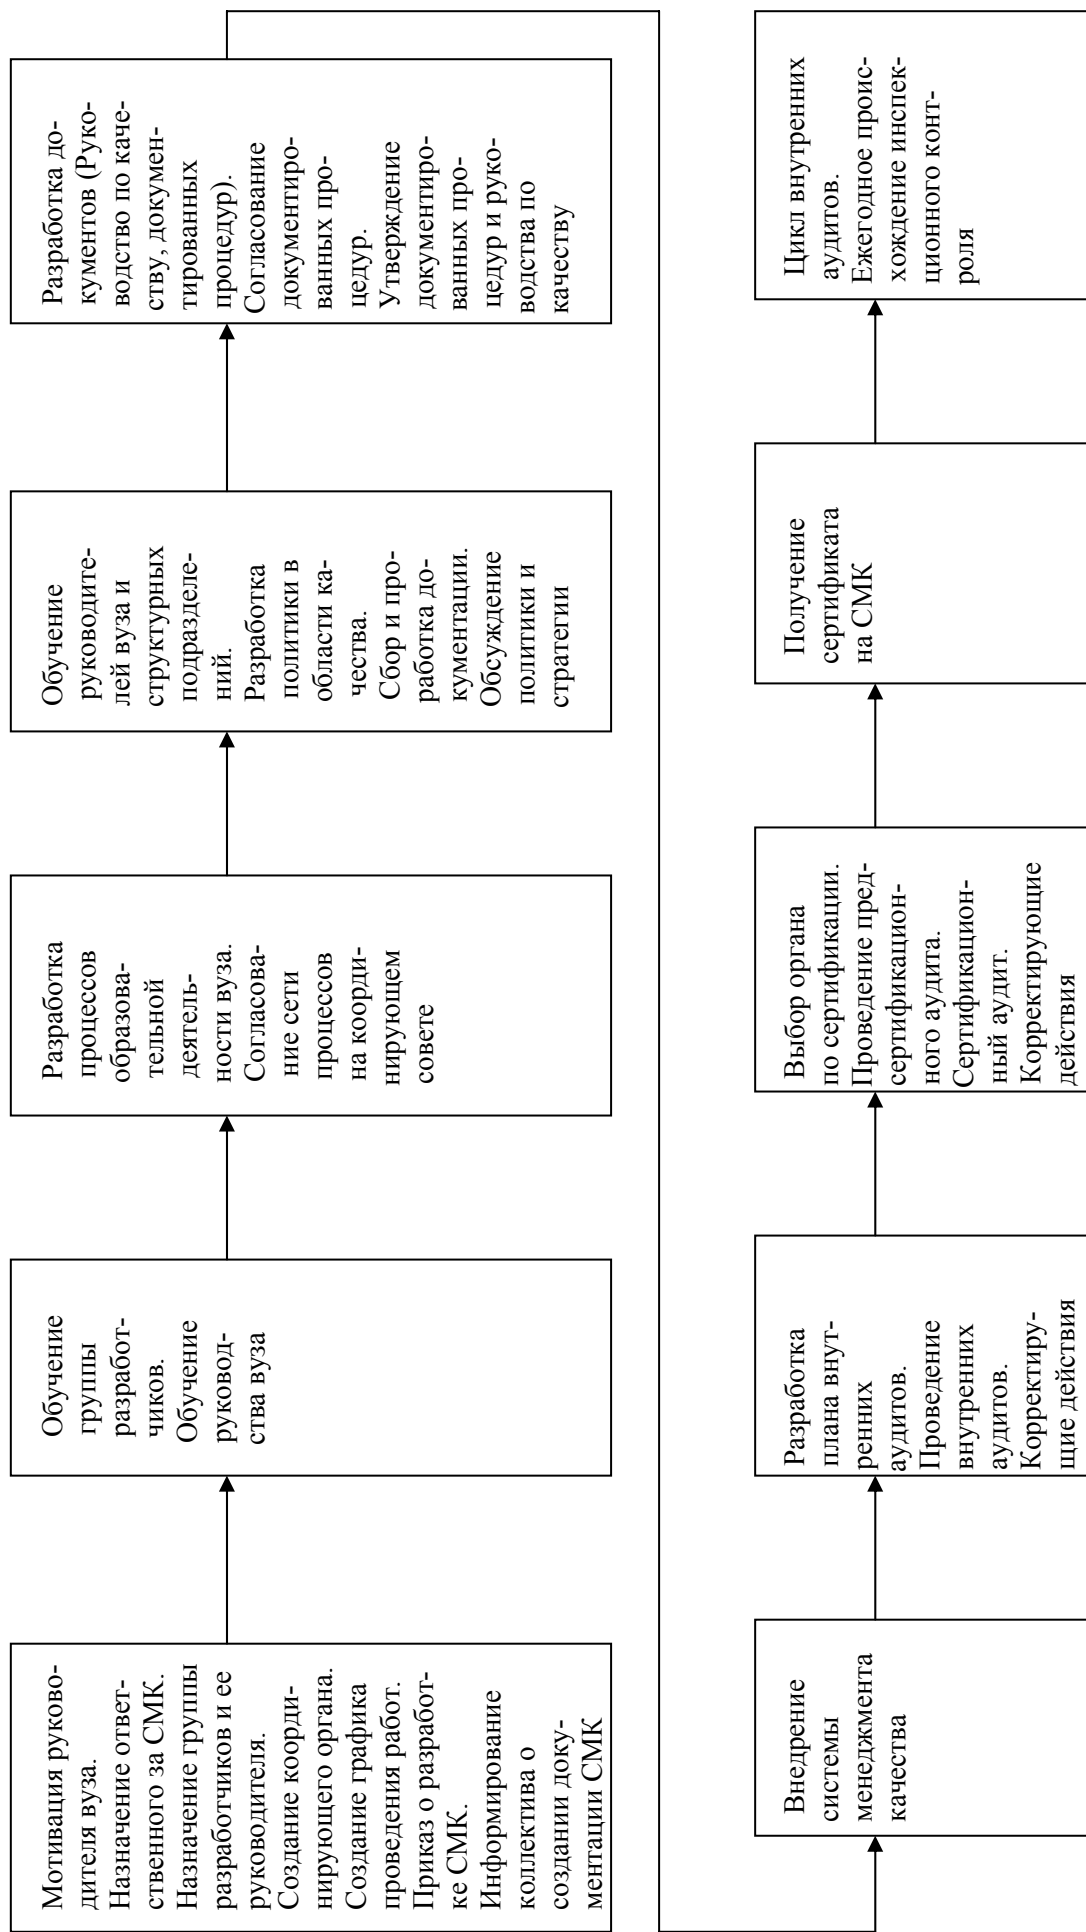 Мотивация руково-
дителя вуза.
Назначение ответ-
ственного за СМК.
Назначение группы
разработчиков и ее
руководителя.
Создание коорди-
нирующего органа.
Создание графика
проведения работ.
Приказ о разработ-
ке СМК.
Информирование
коллектива о
создании доку-
ментации СМК
Обучение
группы
разработ-
чиков.
Обучение
руковод-
ства вуза
Разработка
процессов
образова-
тельной
деятель-
ности вуза.
Согласова-
ние сети
процессов
на коорди-
нирующем
совете
Обучение
руководите-
лей вуза и
структурных
подразделе-
ний.
Разработка
политики в
области ка-
чества.
Сбор и про-
работка до-
кументации.
Обсуждение
политики и
стратегии
Разработка до-
кументов (Руко-
водство по каче-
ству, докумен-
тированных
процедур).
Согласование
документиро-
ванных про-
цедур.
Утверждение
документиро-
ванных про-
цедур и руко-
водства по
качеству
Внедрение
системы
менеджмента
качества
Разработка
плана внут-
ренних
аудитов.
Проведение
внутренних
аудитов.
Корректирую-
щие действия
Выбор органа
по сертификации.
Проведение пред-
сертификацион-
ного аудита.
Сертификацион-
ный аудит.
Корректирующие
действия
Получение
сертификата
на СМК
Цикл внутренних
аудитов.
Ежегодное проис-
хождение инспек-
ционного конт-
роля